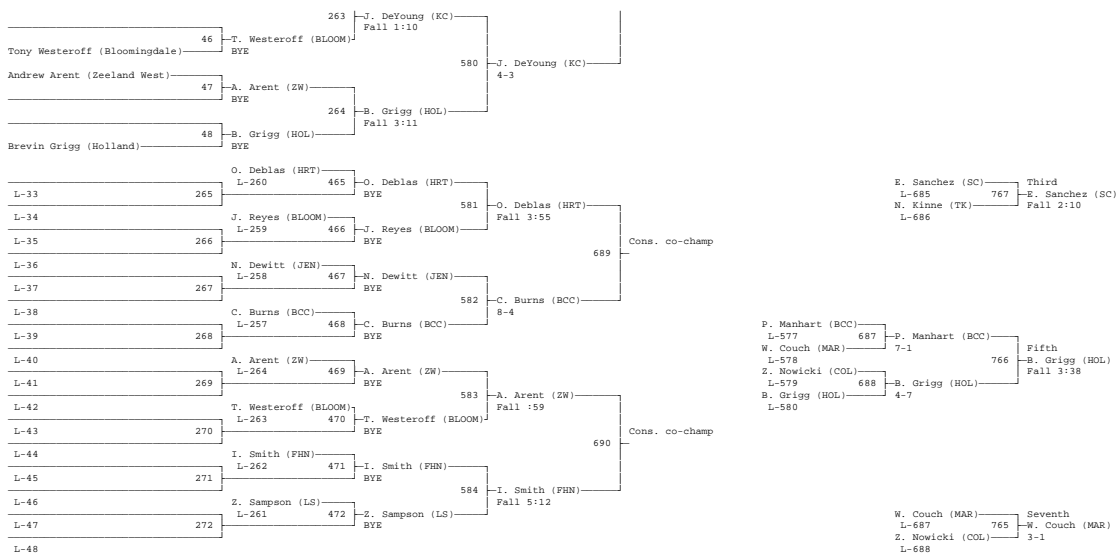 263 J. DeYoung (KC)
Fall 1:10
46 T. Westeroff (BLOOM)
Tony Westeroff (Bloomingdale) BYE
580 J. DeYoung (KC)
4-3
Andrew Arent (Zeeland West)
47 A. Arent (ZW)
BYE
264 B. Grigg (HOL)
Fall 3:11
48 B. Grigg (HOL)
Brevin Grigg (Holland) BYE
O. Deblas (HRT)
L-260 465 O. Deblas (HRT)
L-33 265 BYE
581 O. Deblas (HRT)
Fall 3:55
L-34
J. Reyes (BLOOM)
L-259 466 J. Reyes (BLOOM)
L-35 266 BYE
689 Cons. co-champ
L-36
N. Dewitt (JEN)
L-258 467 N. Dewitt (JEN)
L-37 267 BYE
582 C. Burns (BCC)
8-4
L-38
C. Burns (BCC)
L-257 468 C. Burns (BCC)
L-39 268 BYE
L-40
A. Arent (ZW)
L-264 469 A. Arent (ZW)
L-41 269 BYE
583 A. Arent (ZW)
Fall :59
L-42
T. Westeroff (BLOOM)
L-263 470 T. Westeroff (BLOOM)
L-43 270 BYE
690 Cons. co-champ
L-44
I. Smith (FHN)
L-262 471 I. Smith (FHN)
L-45 271 BYE
584 I. Smith (FHN)
Fall 5:12
L-46
Z. Sampson (LS)
L-261 472 Z. Sampson (LS)
L-47 272 BYE
L-48
E. Sanchez (SC) Third
L-685 767 E. Sanchez (SC)
N. Kinne (TK) Fall 2:10
L-686
P. Manhart (BCC)
L-577 687 P. Manhart (BCC)
W. Couch (MAR) 7-1
L-578
Fifth
766 B. Grigg (HOL)
Fall 3:38
Z. Nowicki (COL)
L-579 688 B. Grigg (HOL)
B. Grigg (HOL) 4-7
L-580
W. Couch (MAR) Seventh
L-687 765 W. Couch (MAR)
Z. Nowicki (COL) 3-1
L-688